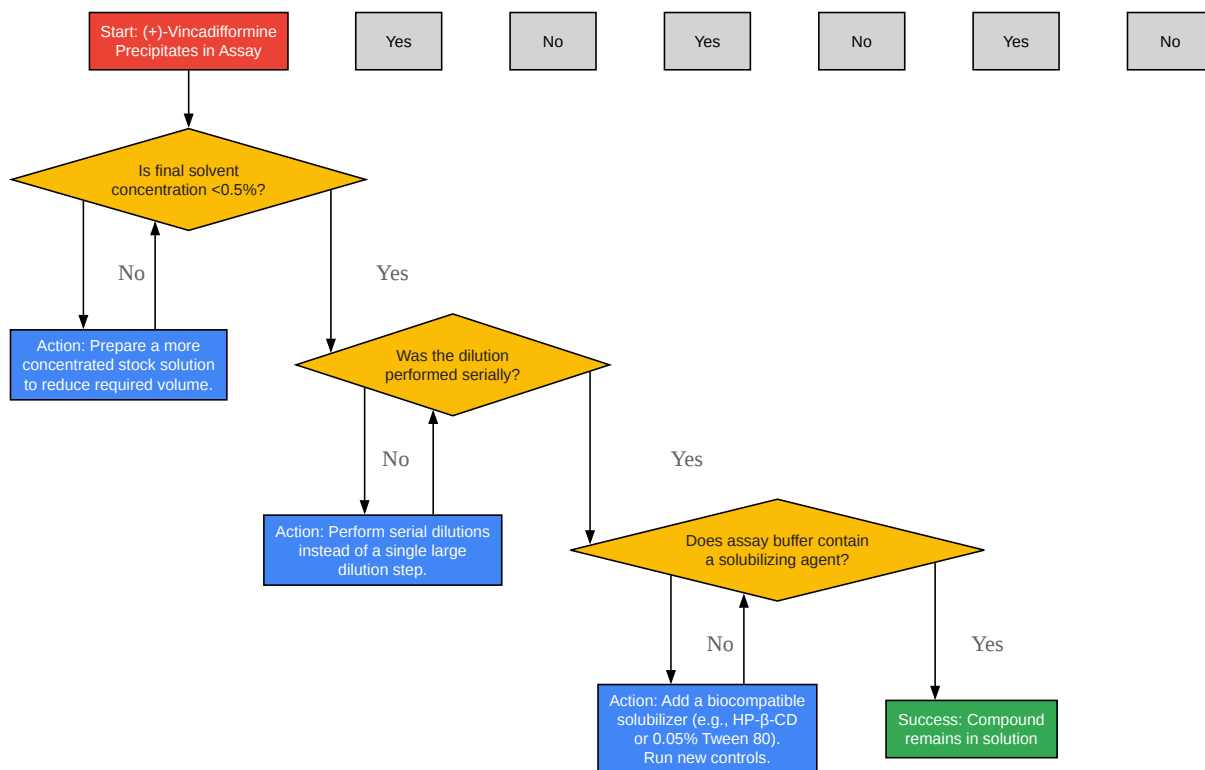 Start: (+)-Vincadifformine
Precipitates in Assay
Yes
No
Yes
No
Yes
No
Is final solvent
concentration <0.5%?
No
Yes
Action: Prepare a more
concentrated stock solution
to reduce required volume.
Was the dilution
performed serially?
No
Yes
Action: Perform serial dilutions
instead of a single large
dilution step.
Does assay buffer contain
a solubilizing agent?
No
Yes
Action: Add a biocompatible
solubilizer (e.g., HP-β-CD
or 0.05% Tween 80).
Run new controls.
Success: Compound
remains in solution